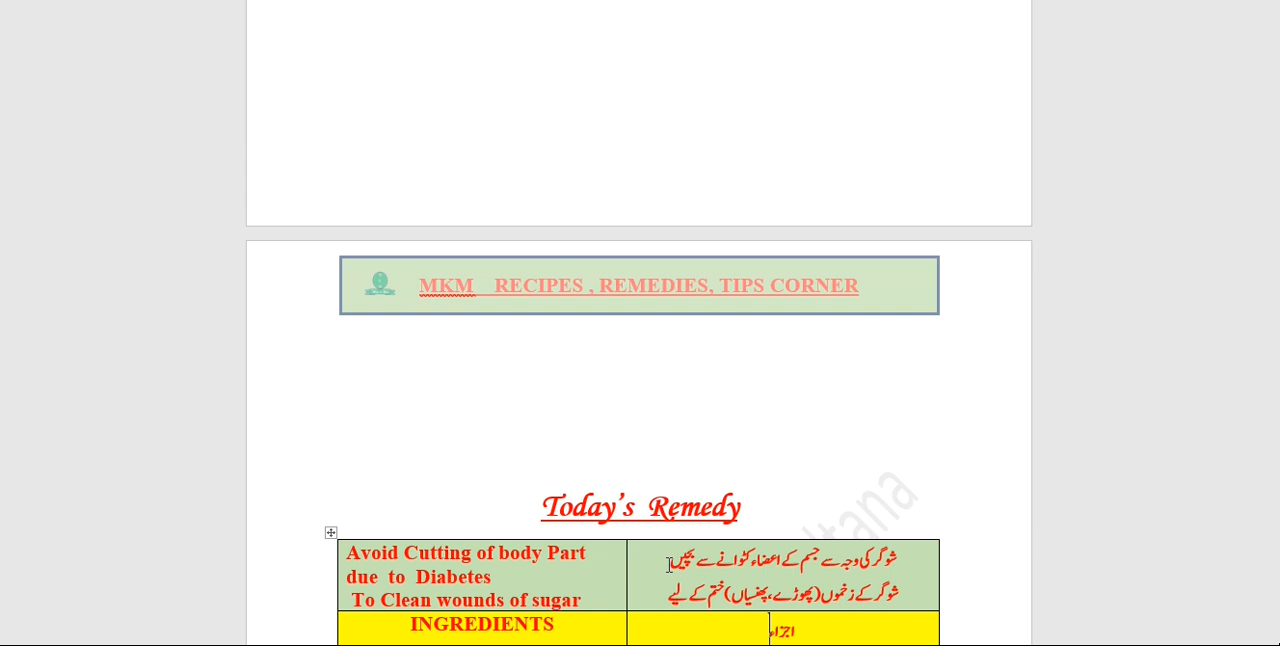 MKM RECIPES , REMEDIES, TIPS CORNER
Today's Remedy
Avoid Cutting of body Part
due to Diabetes
To Clean wounds of sugar
شوگر کی وجہ سے جسم کے اعضاء کٹوانے سے بچیں
شوگر کے زخموں(پھوڑے،پھنسیاں)ختم کے لیے
INGREDIENTS
اجزاء
ltana